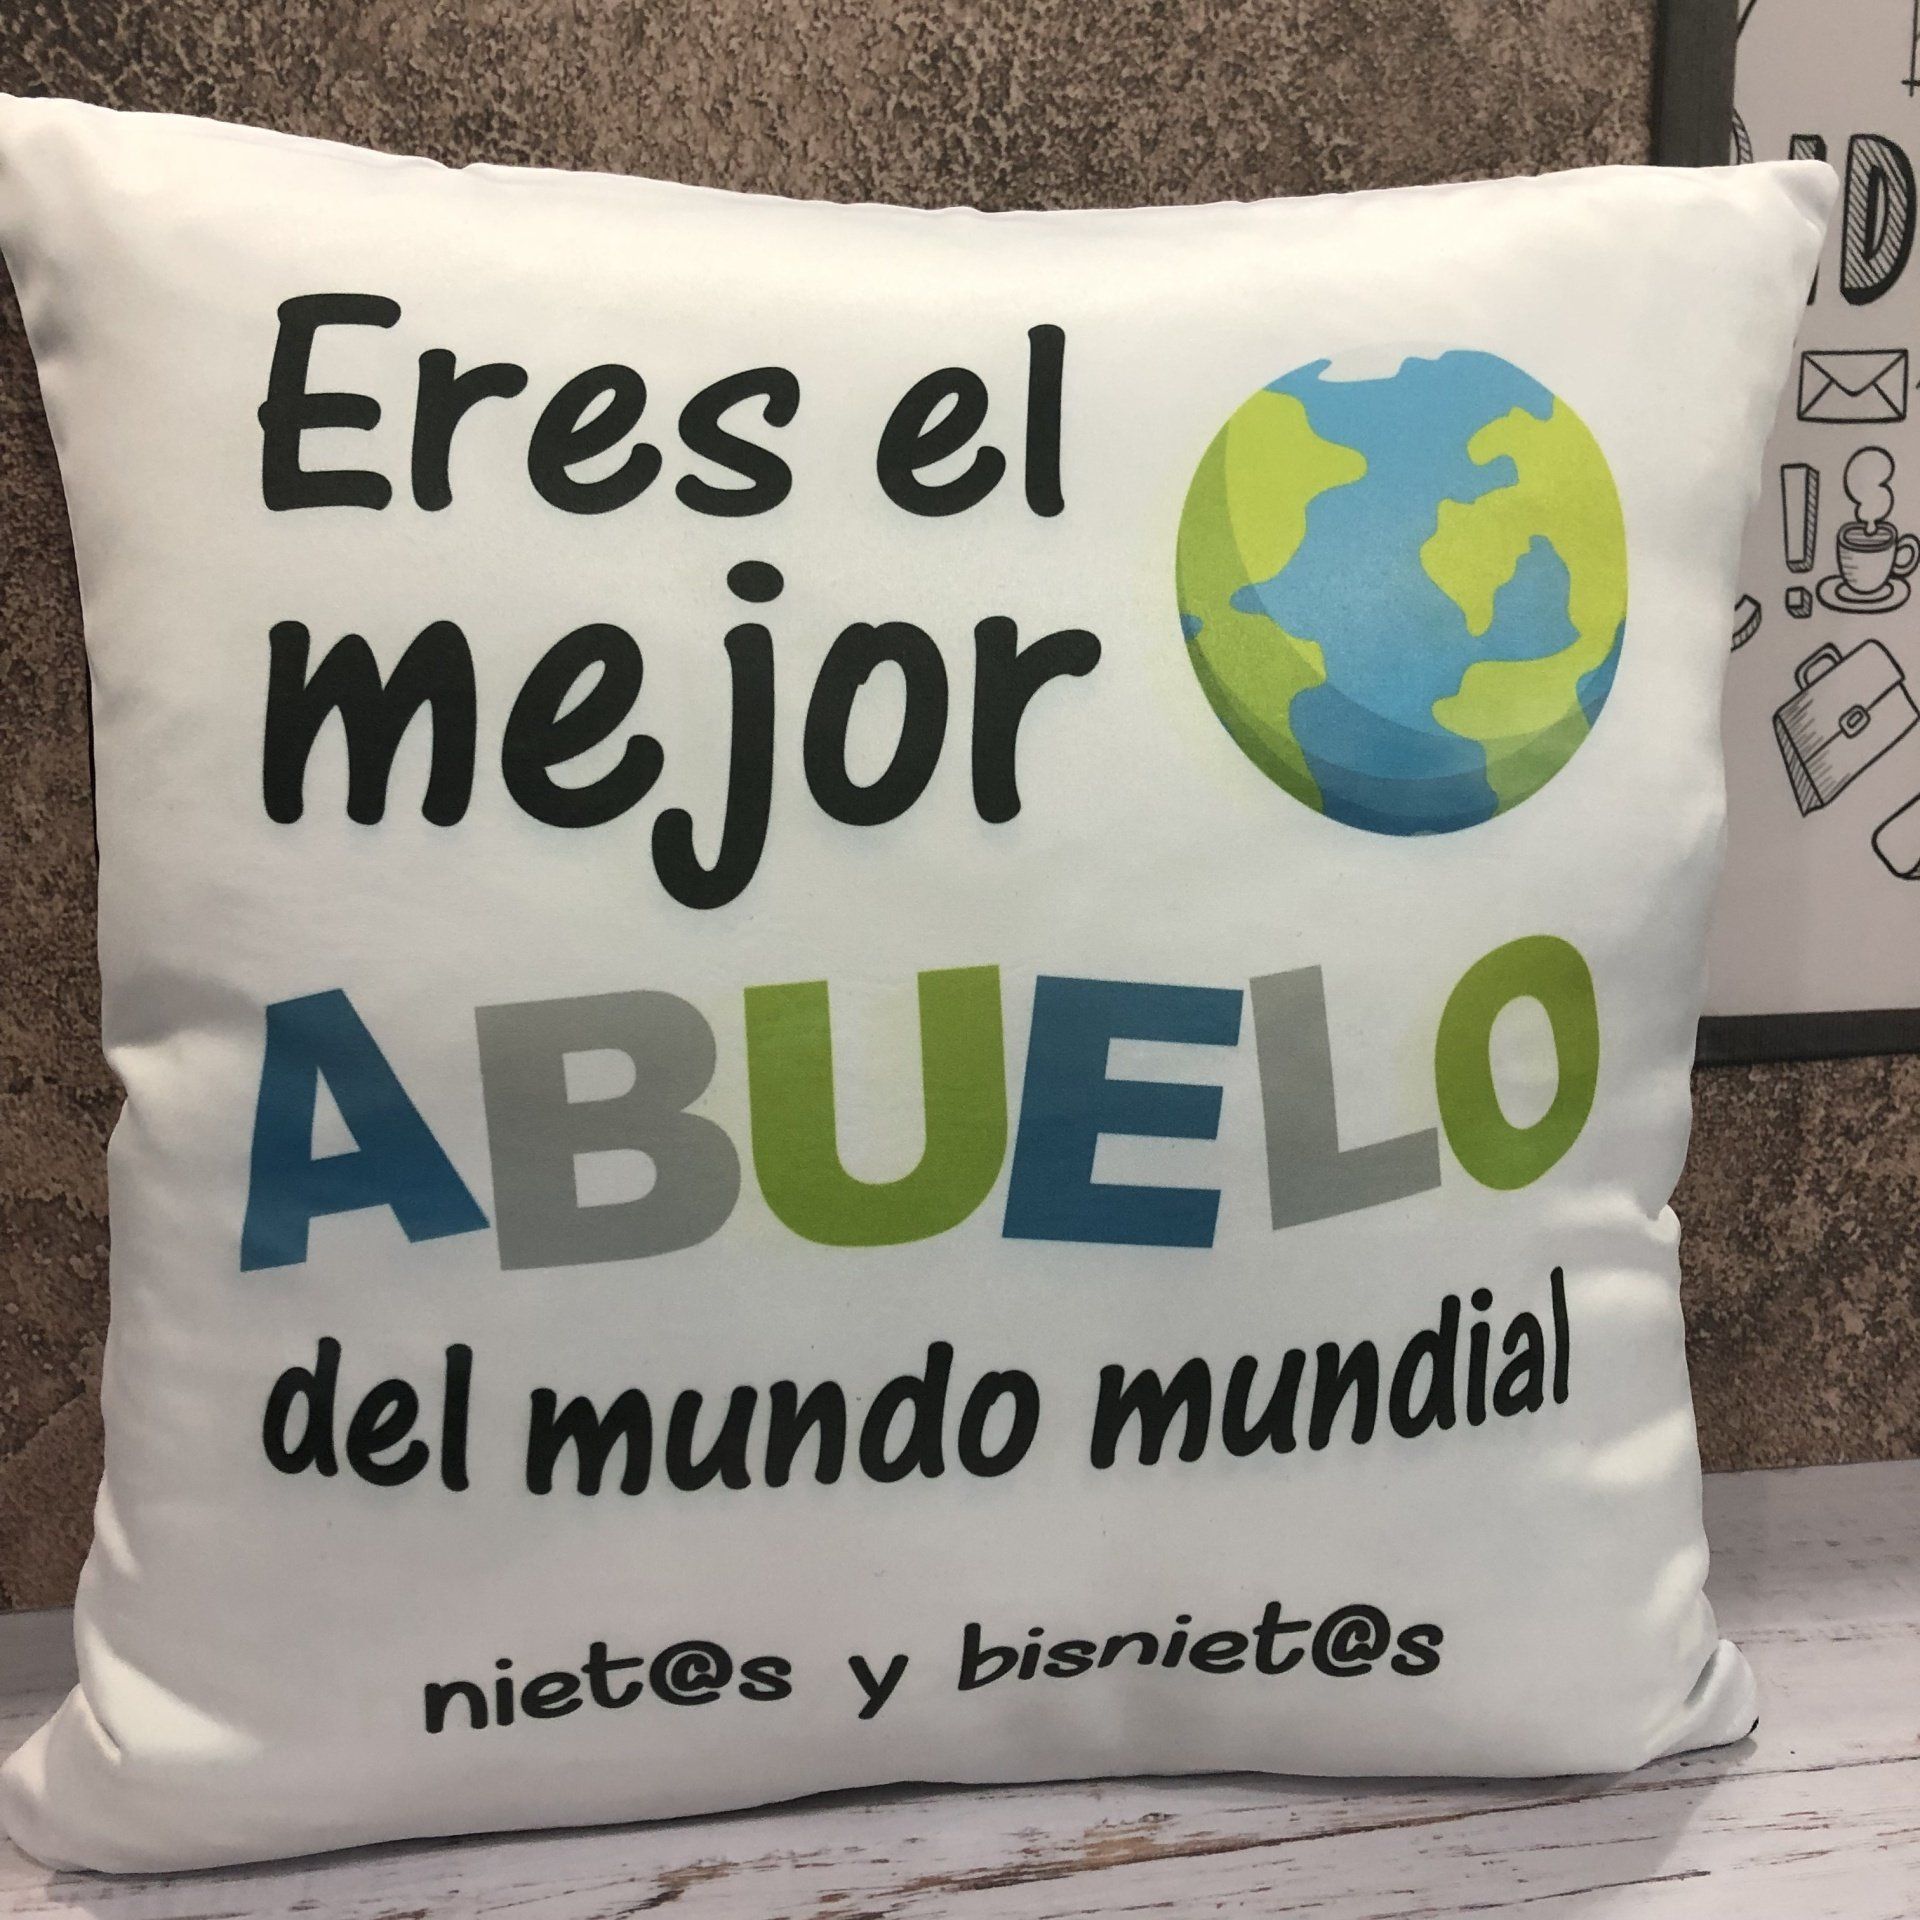 Eres el
mejor
ABUELO
del mundo mundial
niet@s y bisniet@s